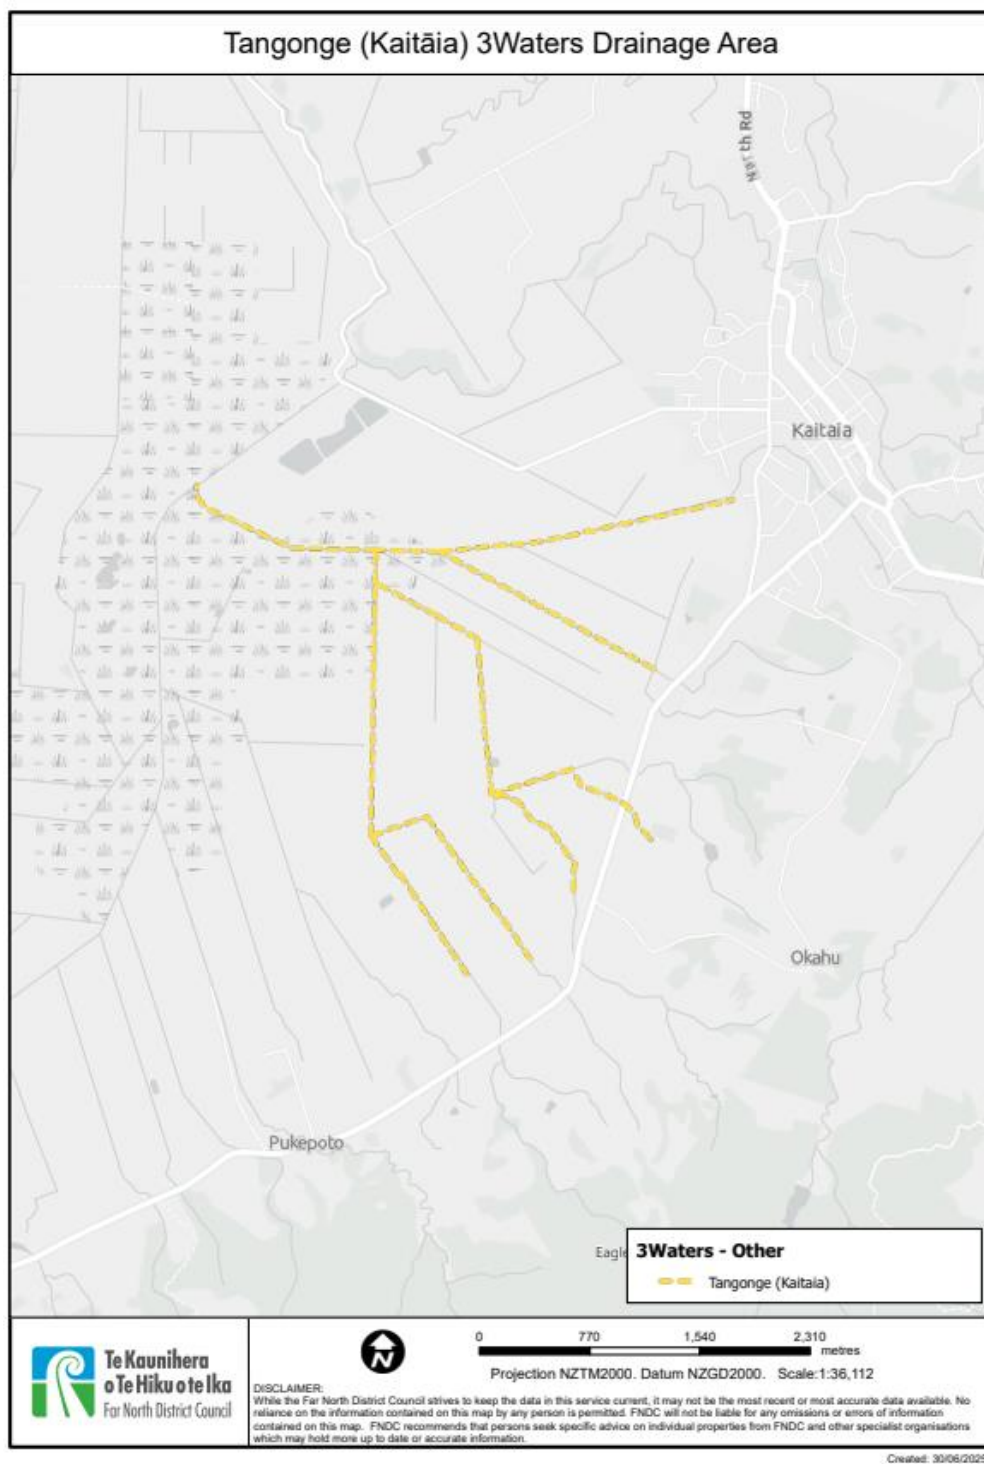 Tangonge (Kaitāia) 3Waters Drainage Area
North Rd
Kaitaia
Okahu
Pukepoto
Eagle
3Waters - Other
Tangonge (Kaitaia)
Te Kaunihera
o Te Hiku o te Ika
Far North District Council
N
0 770 1,540 2,310
metres
Projection NZTM2000. Datum NZGD2000. Scale:1:36,112
DISCLAIMER:
While the Far North District Council strives to keep the data in this service current, it may not be the most recent or most accurate data available. No
reliance on the information contained on this map by any person is permitted. FNDC will not be liable for any omissions or errors of information
contained on this map. FNDC recommends that persons seek specific advice on individual properties from FNDC and other specialist organisations
which may hold more up to date or accurate information.
Created: 30/06/2025